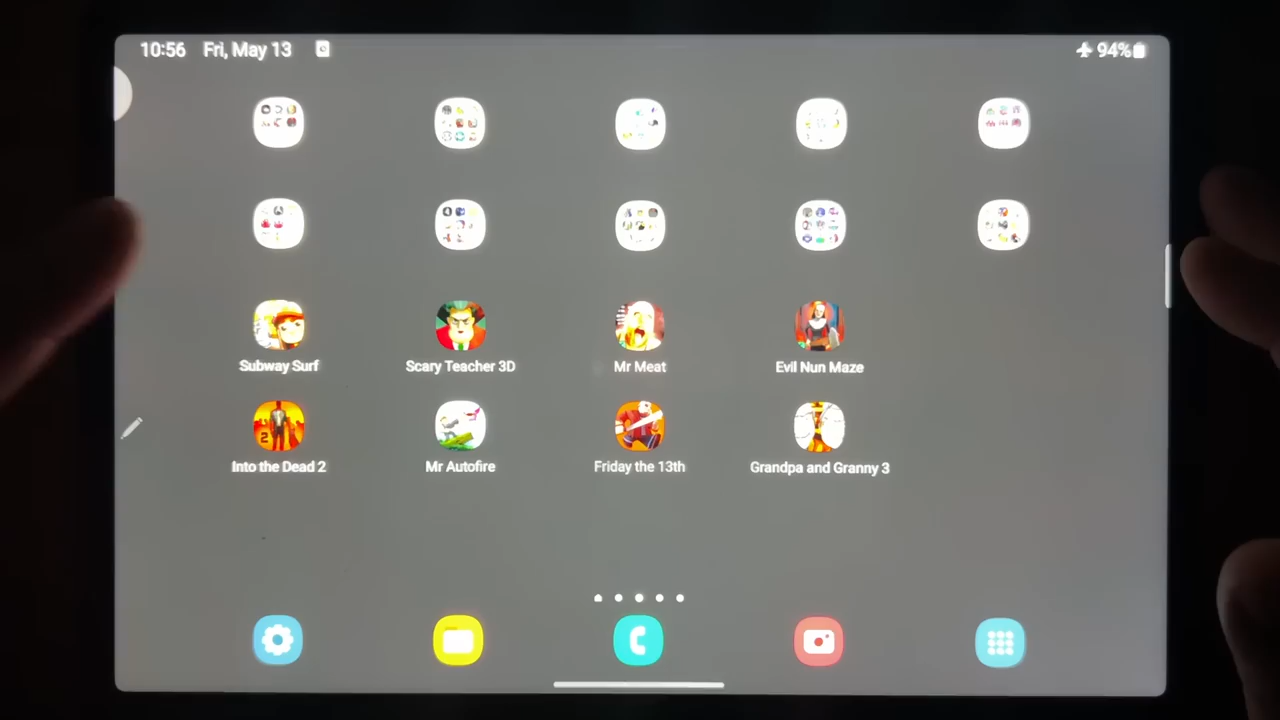 10:56 Fri, May 13 94%
Subway Surf Scary Teacher 3D Mr Meat Evil Nun Maze
2
Into the Dead 2 Mr Autofire Friday the 13th Grandpa and Granny 3